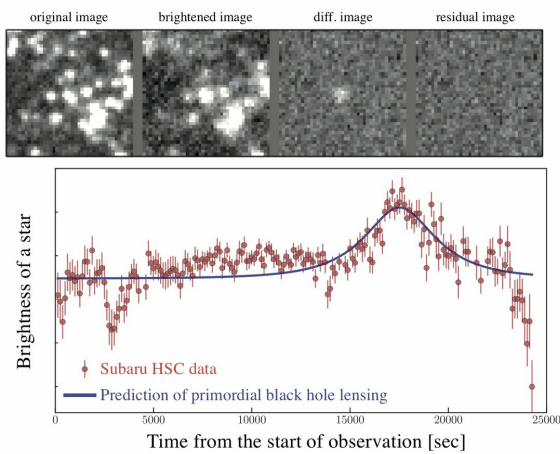 original image brightened image diff. image residual image
Brightness of a star
Subaru HSC data
Prediction of primordial black hole lensing
0 5000 10000 15000 20000 25000
Time from the start of observation [sec]